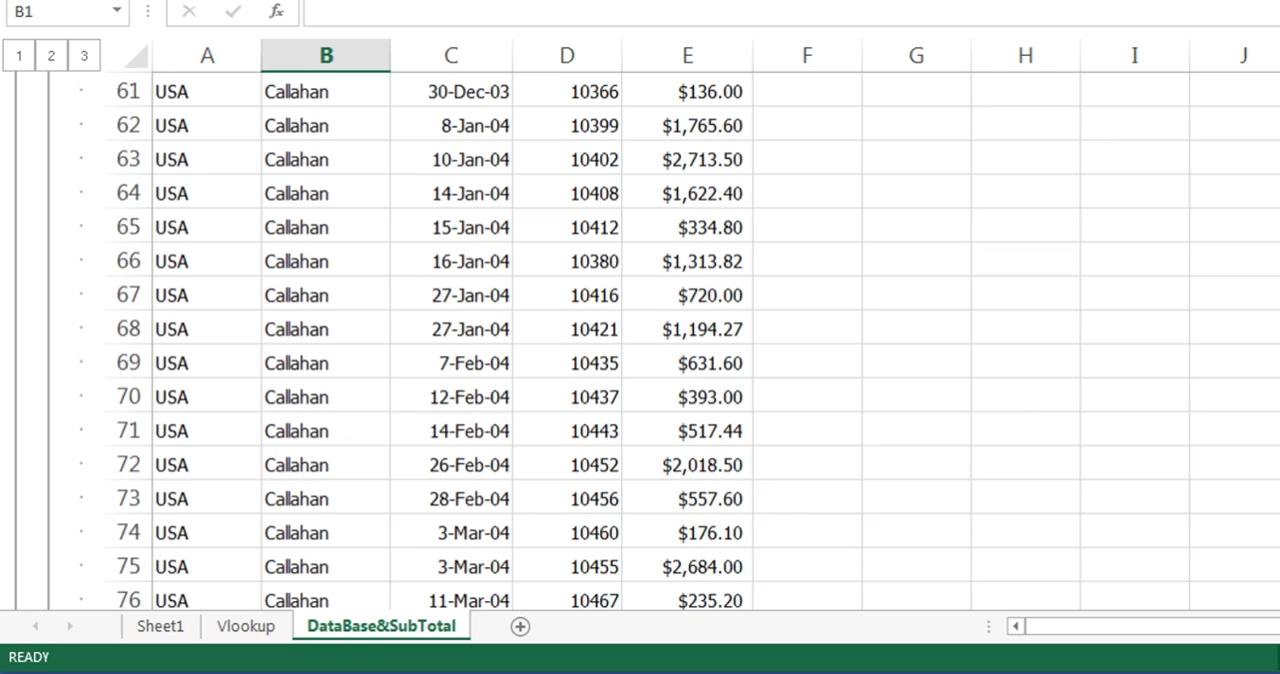 B1 fx
1 2 3 A B C D E F G H I J
61 USA Callahan 30-Dec-03 10366 $136.00
62 USA Callahan 8-Jan-04 10399 $1,765.60
63 USA Callahan 10-Jan-04 10402 $2,713.50
64 USA Callahan 14-Jan-04 10408 $1,622.40
65 USA Callahan 15-Jan-04 10412 $334.80
66 USA Callahan 16-Jan-04 10380 $1,313.82
67 USA Callahan 27-Jan-04 10416 $720.00
68 USA Callahan 27-Jan-04 10421 $1,194.27
69 USA Callahan 7-Feb-04 10435 $631.60
70 USA Callahan 12-Feb-04 10437 $393.00
71 USA Callahan 14-Feb-04 10443 $517.44
72 USA Callahan 26-Feb-04 10452 $2,018.50
73 USA Callahan 28-Feb-04 10456 $557.60
74 USA Callahan 3-Mar-04 10460 $176.10
75 USA Callahan 3-Mar-04 10455 $2,684.00
76 USA Callahan 11-Mar-04 10467 $235.20
Sheet1 Vlookup DataBase&SubTotal
READY